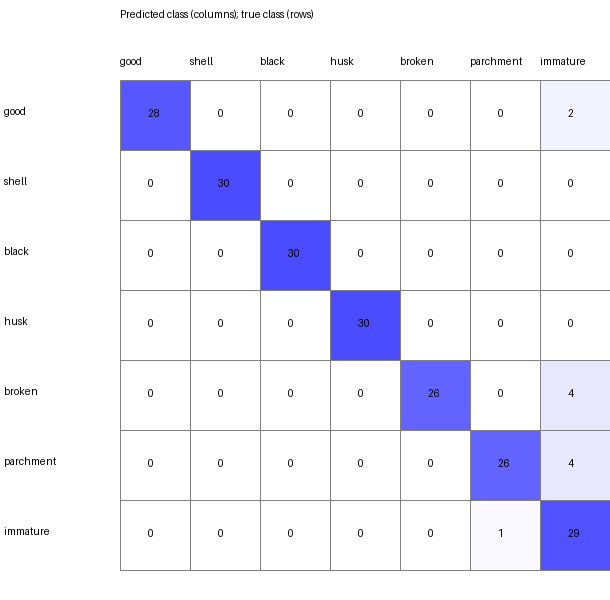 Predicted class (columns); true class (rows)
good shell black husk broken parchment immature
good 28 0 0 0 0 0 2
shell 0 30 0 0 0 0 0
black 0 0 30 0 0 0 0
husk 0 0 0 30 0 0 0
broken 0 0 0 0 26 0 4
parchment 0 0 0 0 0 26 4
immature 0 0 0 0 0 1 29